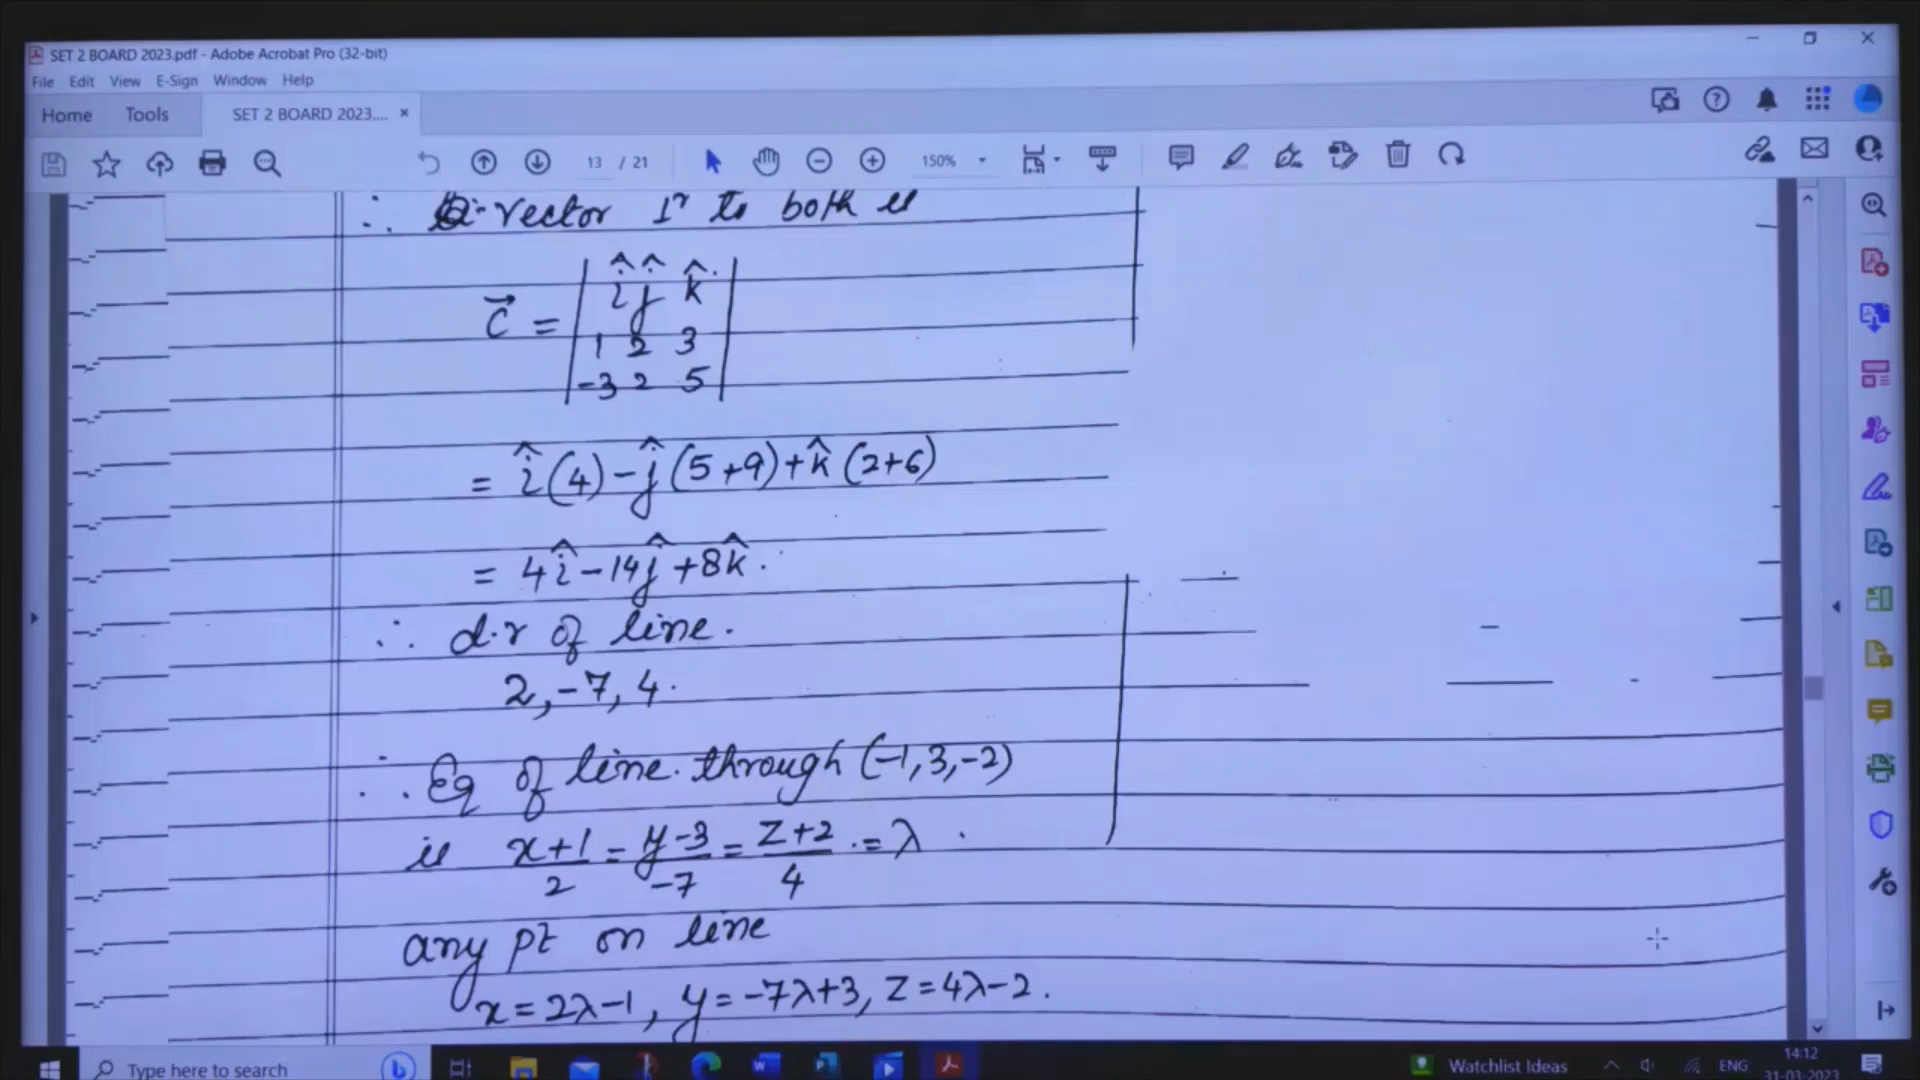 SET 2 BOARD 2023.pdf - Adobe Acrobat Pro (32-bit)
File Edit View E-Sign Window Help
Home Tools SET 2 BOARD 2023.... ×
13 / 21 150%
∴ vector ⊥r to both is
c⃗ = | î ĵ k̂ |
1 2 3
-3 2 5
= î(4) - ĵ(5+9) + k̂(2+6)
= 4î - 14ĵ + 8k̂.
∴ d.r of line.
2, -7, 4.
∴ Eq of line through (-1, 3, -2)
is (x+1)/2 = (y-3)/-7 = (z+2)/4 = λ
any pt on line
x = 2λ-1, y = -7λ+3, z = 4λ-2.
Type here to search
Watchlist Ideas ENG 14:12
31-03-2023